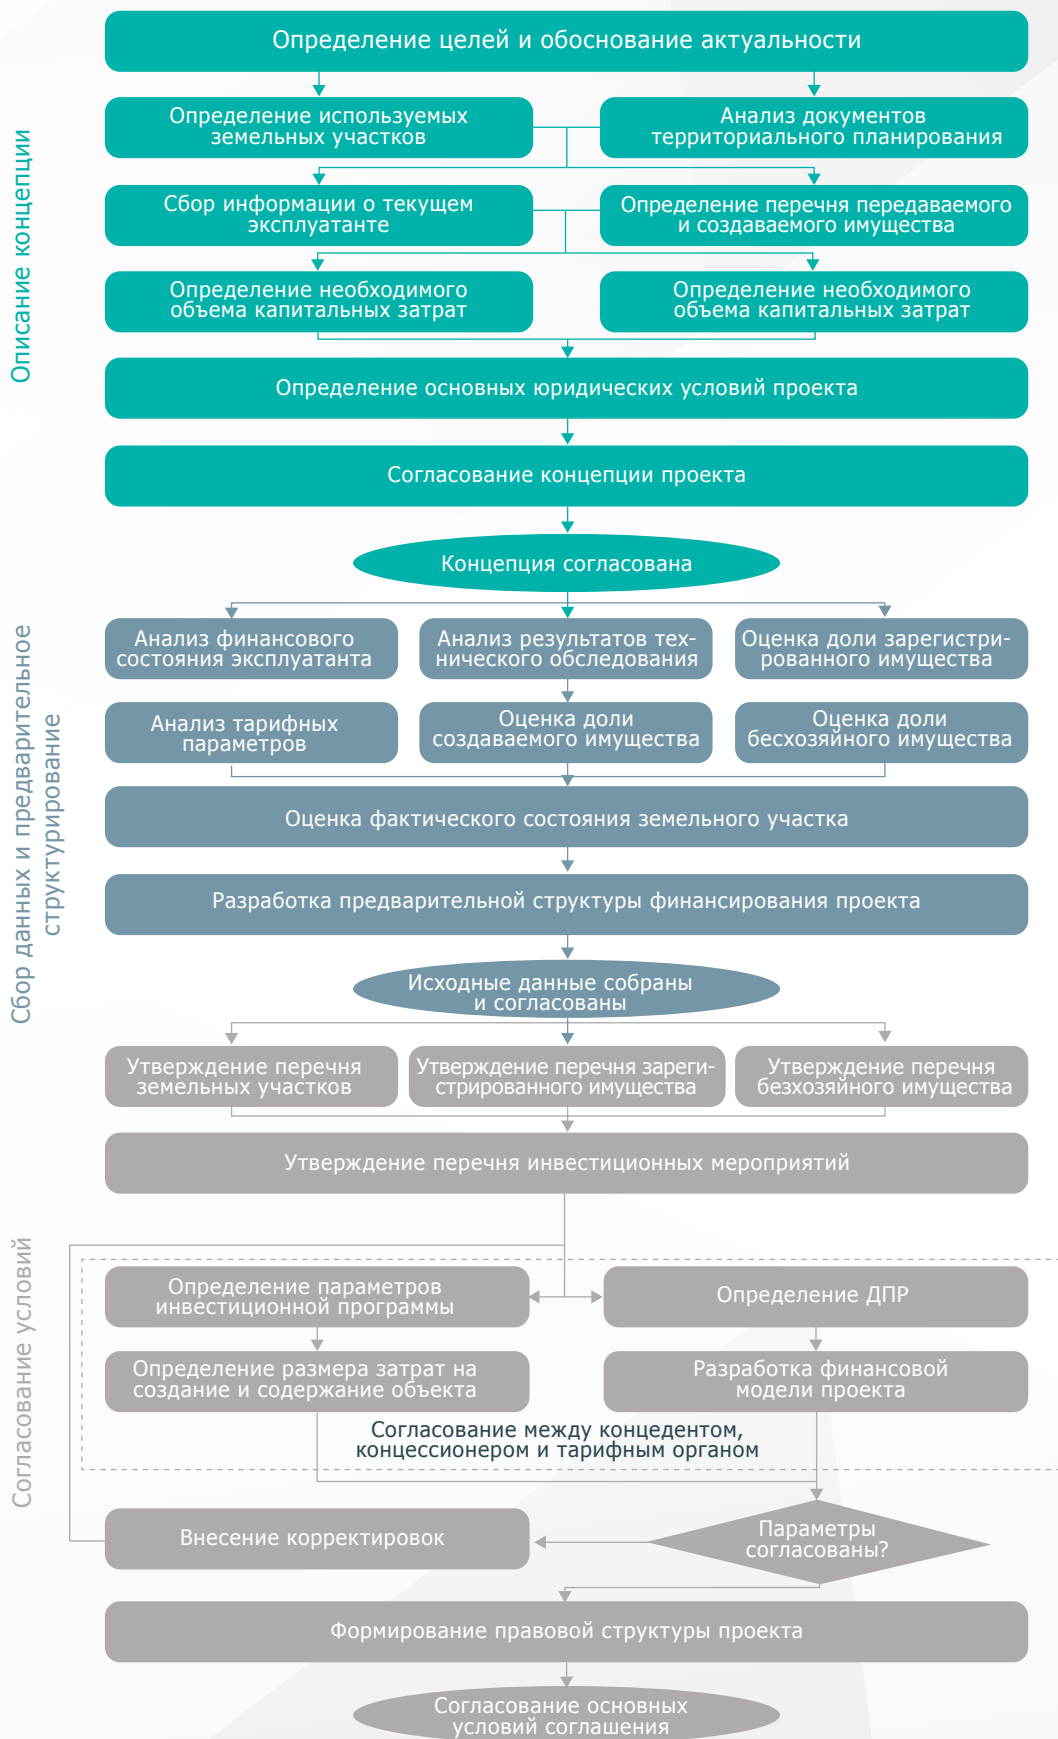 Определение целей и обоснование актуальности
Описание концепции
Определение используемых
земельных участков
Анализ документов
территориального планирования
Сбор информации о текущем
эксплуатанте
Определение перечня передаваемого
и создаваемого имущества
Определение необходимого
объема капитальных затрат
Определение необходимого
объема капитальных затрат
Определение основных юридических условий проекта
Согласование концепции проекта
Концепция согласована
Сбор данных и предварительное
структурирование
Анализ финансового
состояния эксплуатанта
Анализ результатов тех-
нического обследования
Оценка доли зарегистри-
рованного имущества
Анализ тарифных
параметров
Оценка доли
создаваемого имущества
Оценка доли
бесхозяйного имущества
Оценка фактического состояния земельного участка
Разработка предварительной структуры финансирования проекта
Исходные данные собраны
и согласованы
Согласование условий
Утверждение перечня
земельных участков
Утверждение перечня зареги-
стрированного имущества
Утверждение перечня
безхозяйного имущества
Утверждение перечня инвестиционных мероприятий
Определение параметров
инвестиционной программы
Определение ДПР
Определение размера затрат на
создание и содержание объекта
Разработка финансовой
модели проекта
Согласование между концедентом,
концессионером и тарифным органом
Внесение корректировок
Параметры
согласованы?
Формирование правовой структуры проекта
Согласование основных
условий соглашения